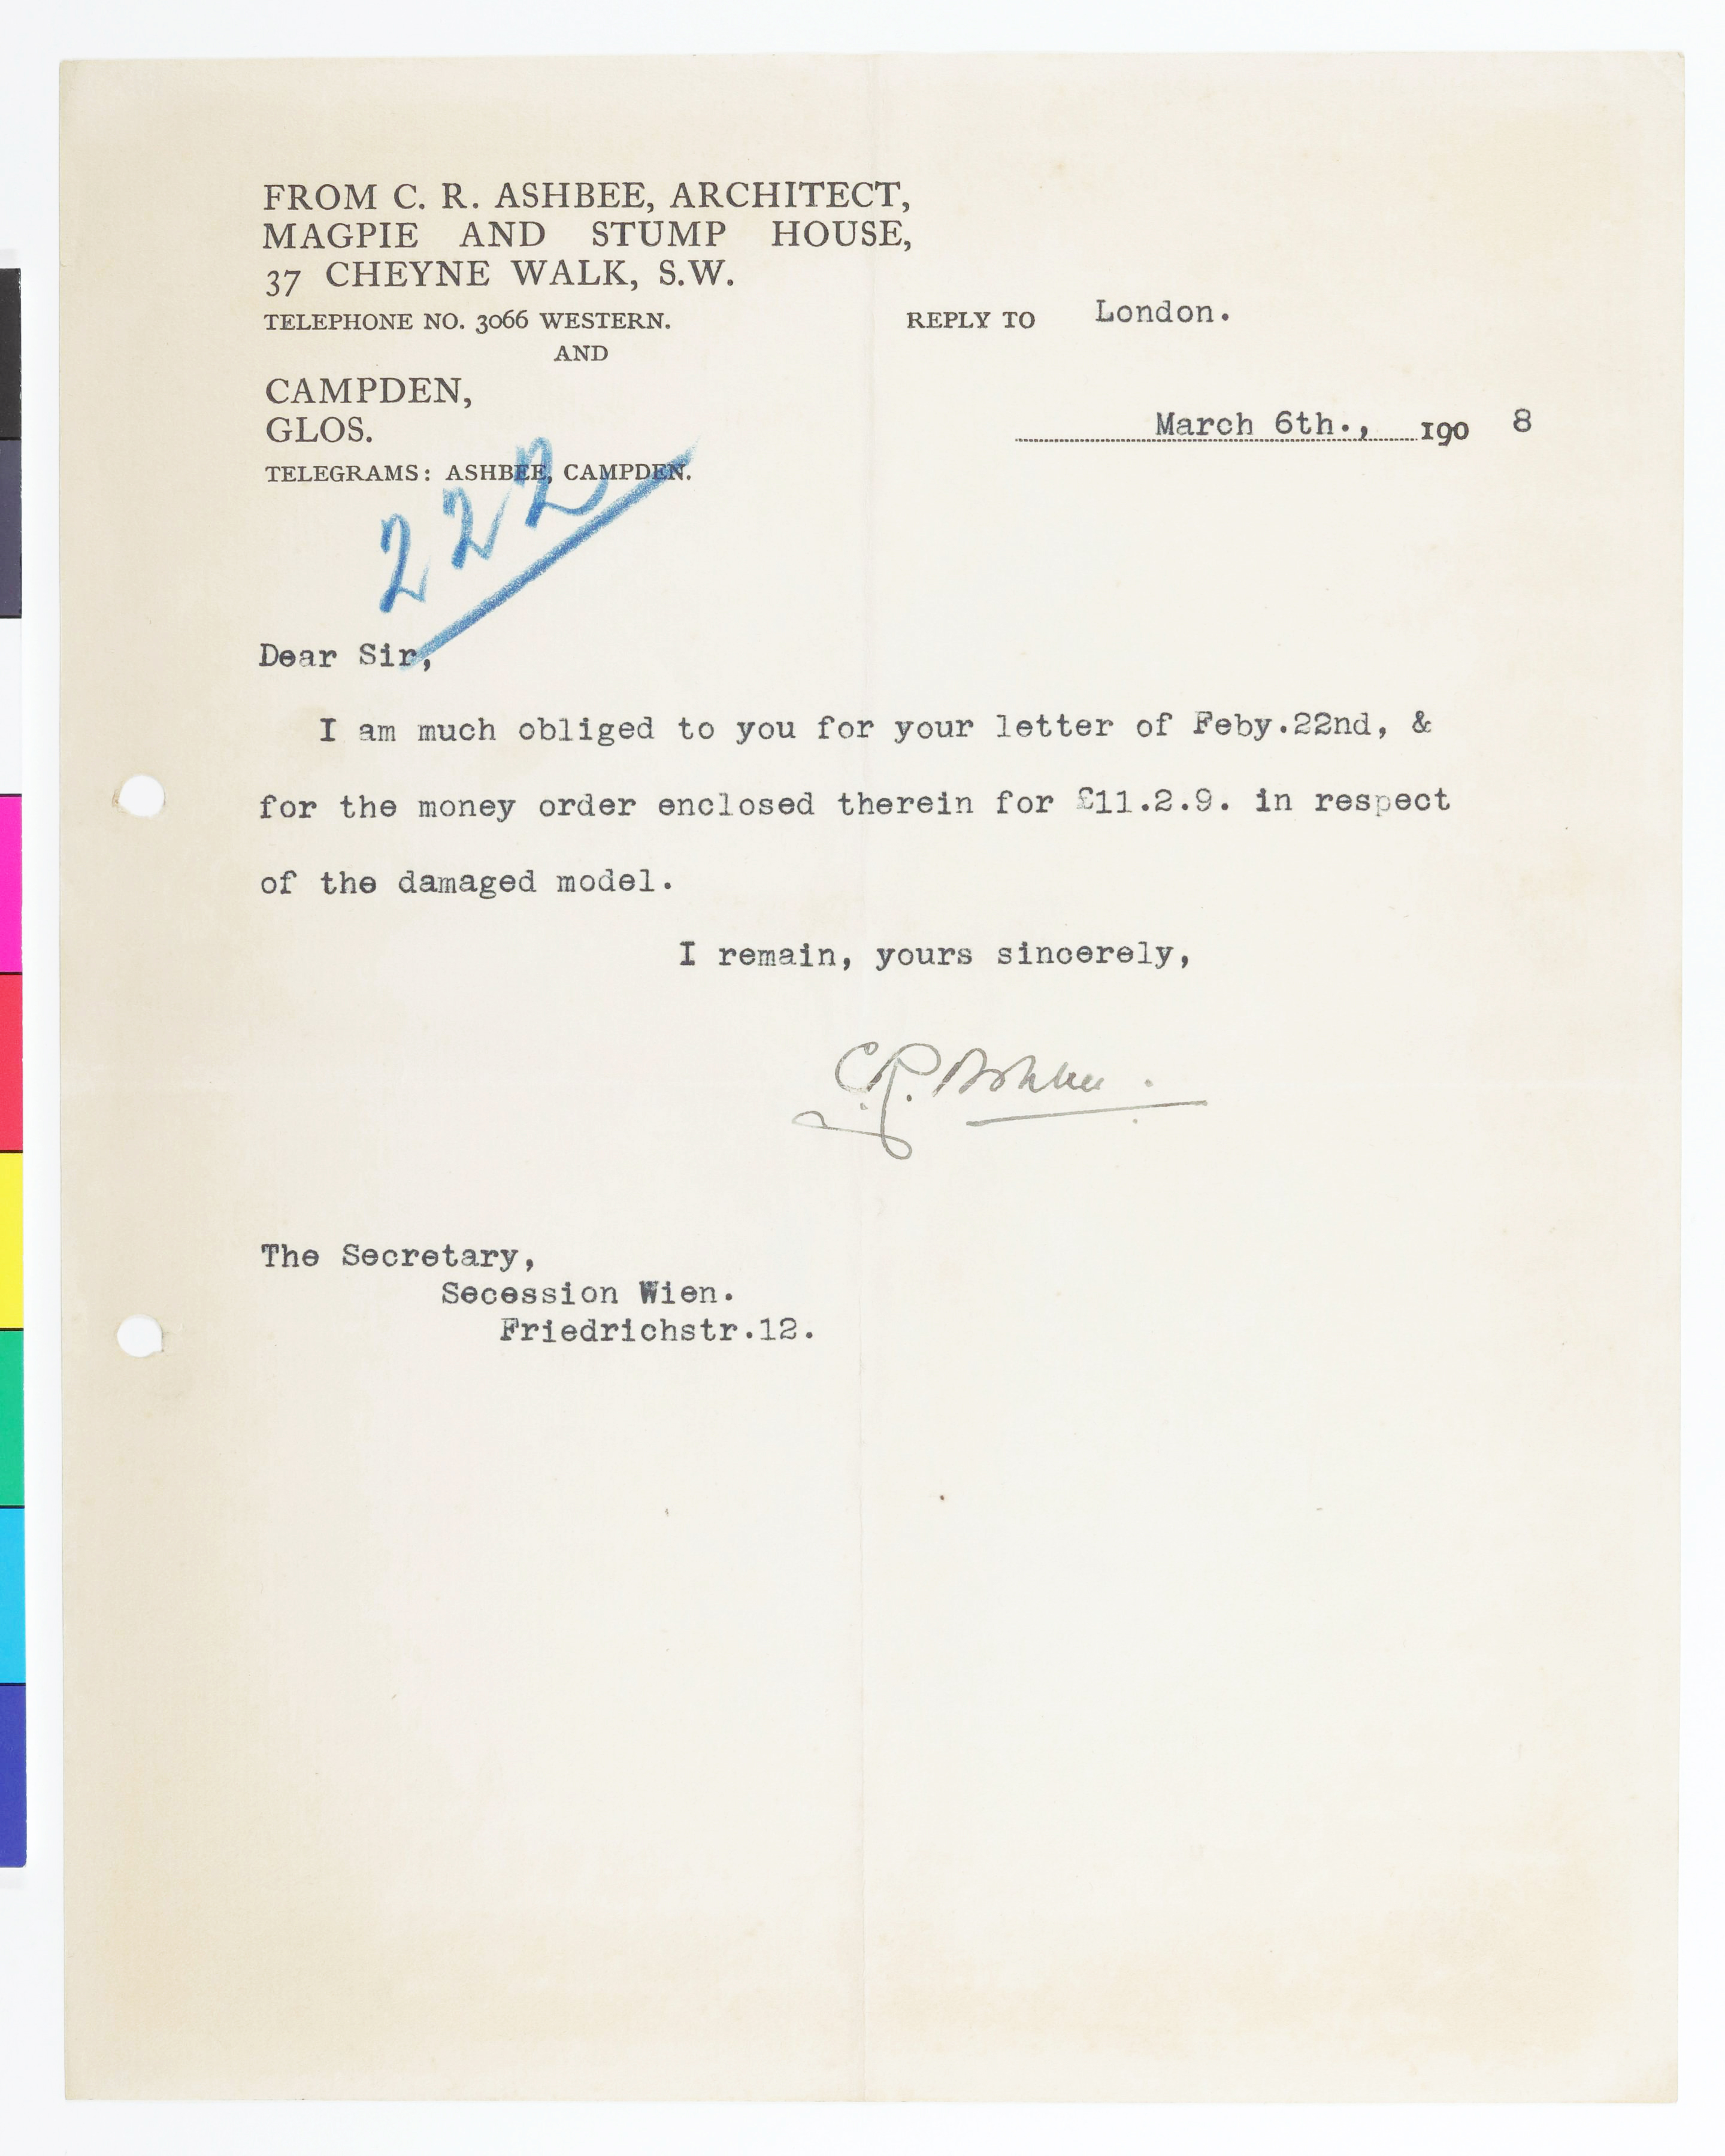 FROM C. R. ASHBEE, ARCHITECT,
MAGPIE AND STUMP HOUSE,
37 CHEYNE WALK, S.W.
TELEPHONE NO. 3066 WESTERN.
AND
CAMPDEN,
GLOS.
TELEGRAMS: ASHBEE, CAMPDEN.
REPLY TO London.
March 6th., 190 8
222
Dear Sir,
I am much obliged to you for your letter of Feby.22nd, &
for the money order enclosed therein for £11.2.9. in respect
of the damaged model.
I remain, yours sincerely,
C.R. Ashbee.
The Secretary,
Secession Wien.
Friedrichstr.12.